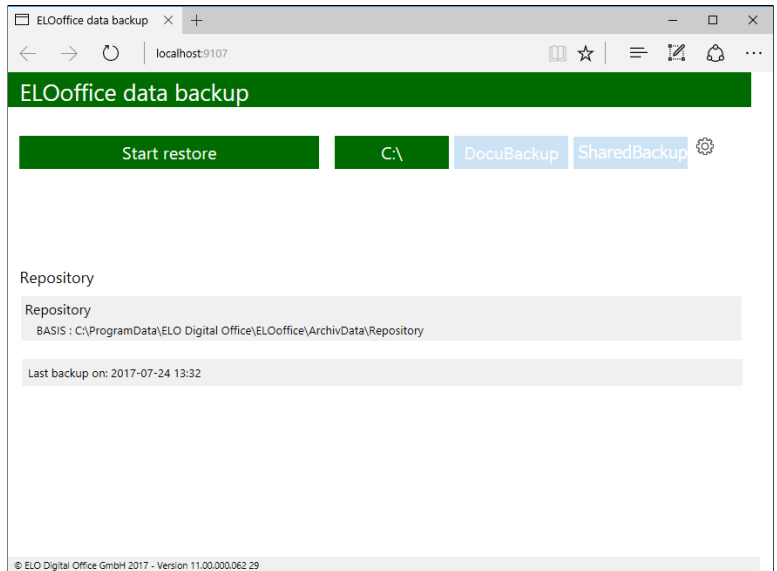 ELOoffice data backup
localhost:9107
ELOoffice data backup
Start restore C:\ DocuBackup SharedBackup
Repository
Repository
BASIS : C:\ProgramData\ELO Digital Office\ELOoffice\ArchivData\Repository
Last backup on: 2017-07-24 13:32
© ELO Digital Office GmbH 2017 - Version 11.00.000.062 29